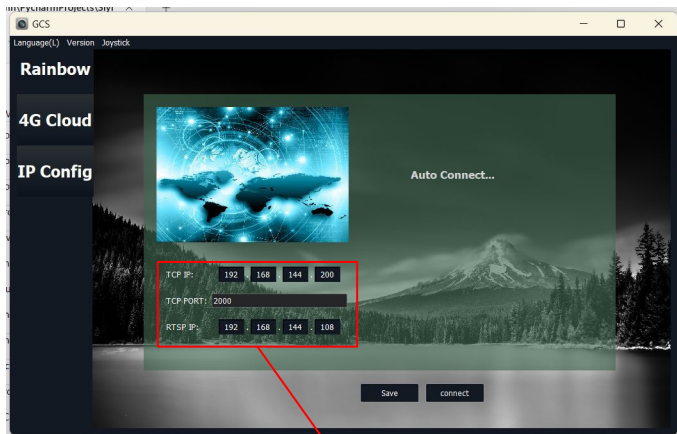 GCS
Language(L) Version Joystick
Rainbow
4G Cloud
IP Config
Auto Connect...
TCP IP: 192 . 168 . 144 . 200
TCP PORT: 2000
RTSP IP: 192 . 168 . 144 . 108
Save connect